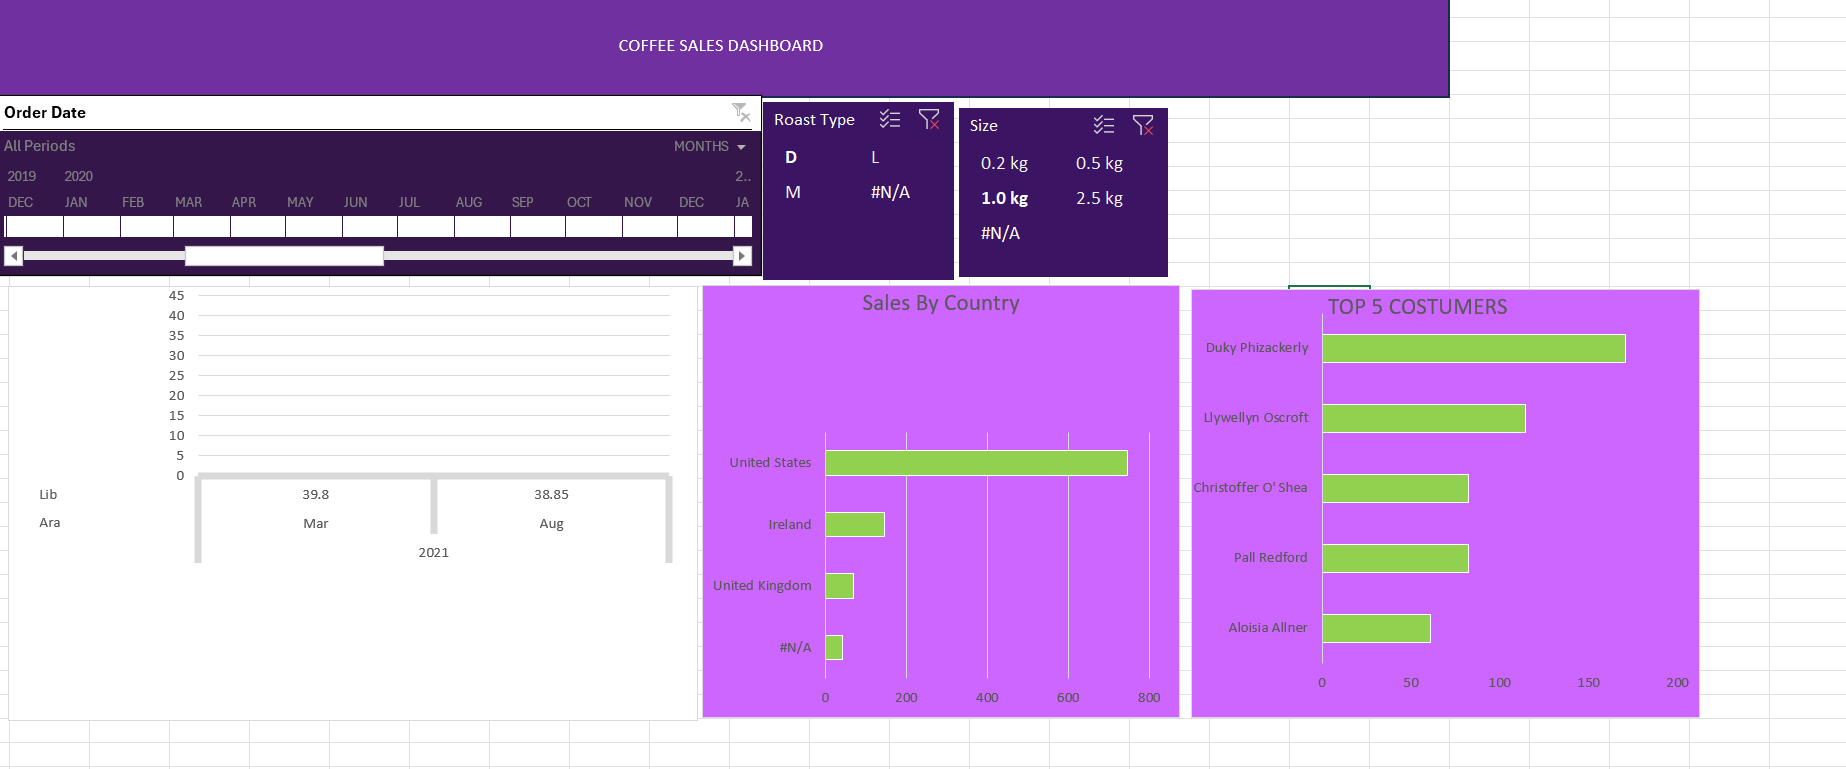 COFFEE SALES DASHBOARD
Order Date
All Periods MONTHS
2019 2020 2..
DEC JAN FEB MAR APR MAY JUN JUL AUG SEP OCT NOV DEC JA
Roast Type
D L
M #N/A
Size
0.2 kg 0.5 kg
1.0 kg 2.5 kg
#N/A
45
40
35
30
25
20
15
10
5
0
Lib 39.8 38.85
Ara Mar Aug
2021
Sales By Country
United States
Ireland
United Kingdom
#N/A
0 200 400 600 800
TOP 5 COSTUMERS
Duky Phizackerly
Llywellyn Oscroft
Christoffer O' Shea
Pall Redford
Aloisia Allner
0 50 100 150 200